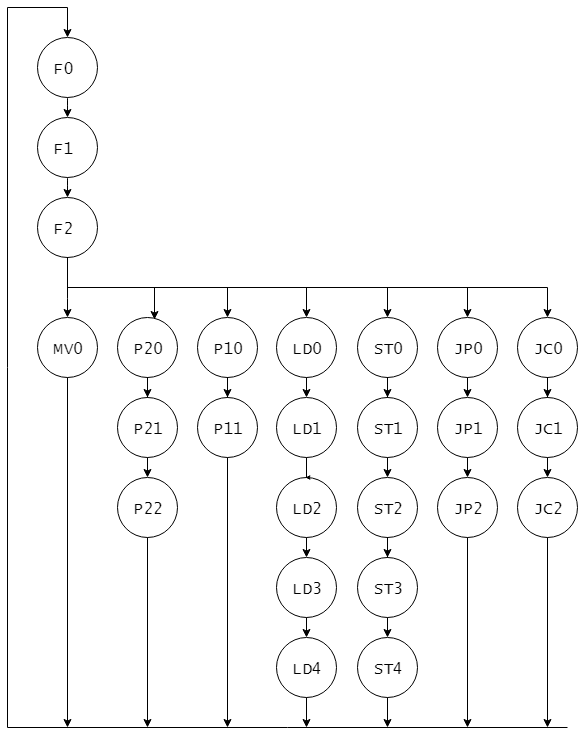 F0
F1
F2
MV0 P20 P10 LD0 ST0 JP0 JC0
P21 P11 LD1 ST1 JP1 JC1
P22 LD2 ST2 JP2 JC2
LD3 ST3
LD4 ST4